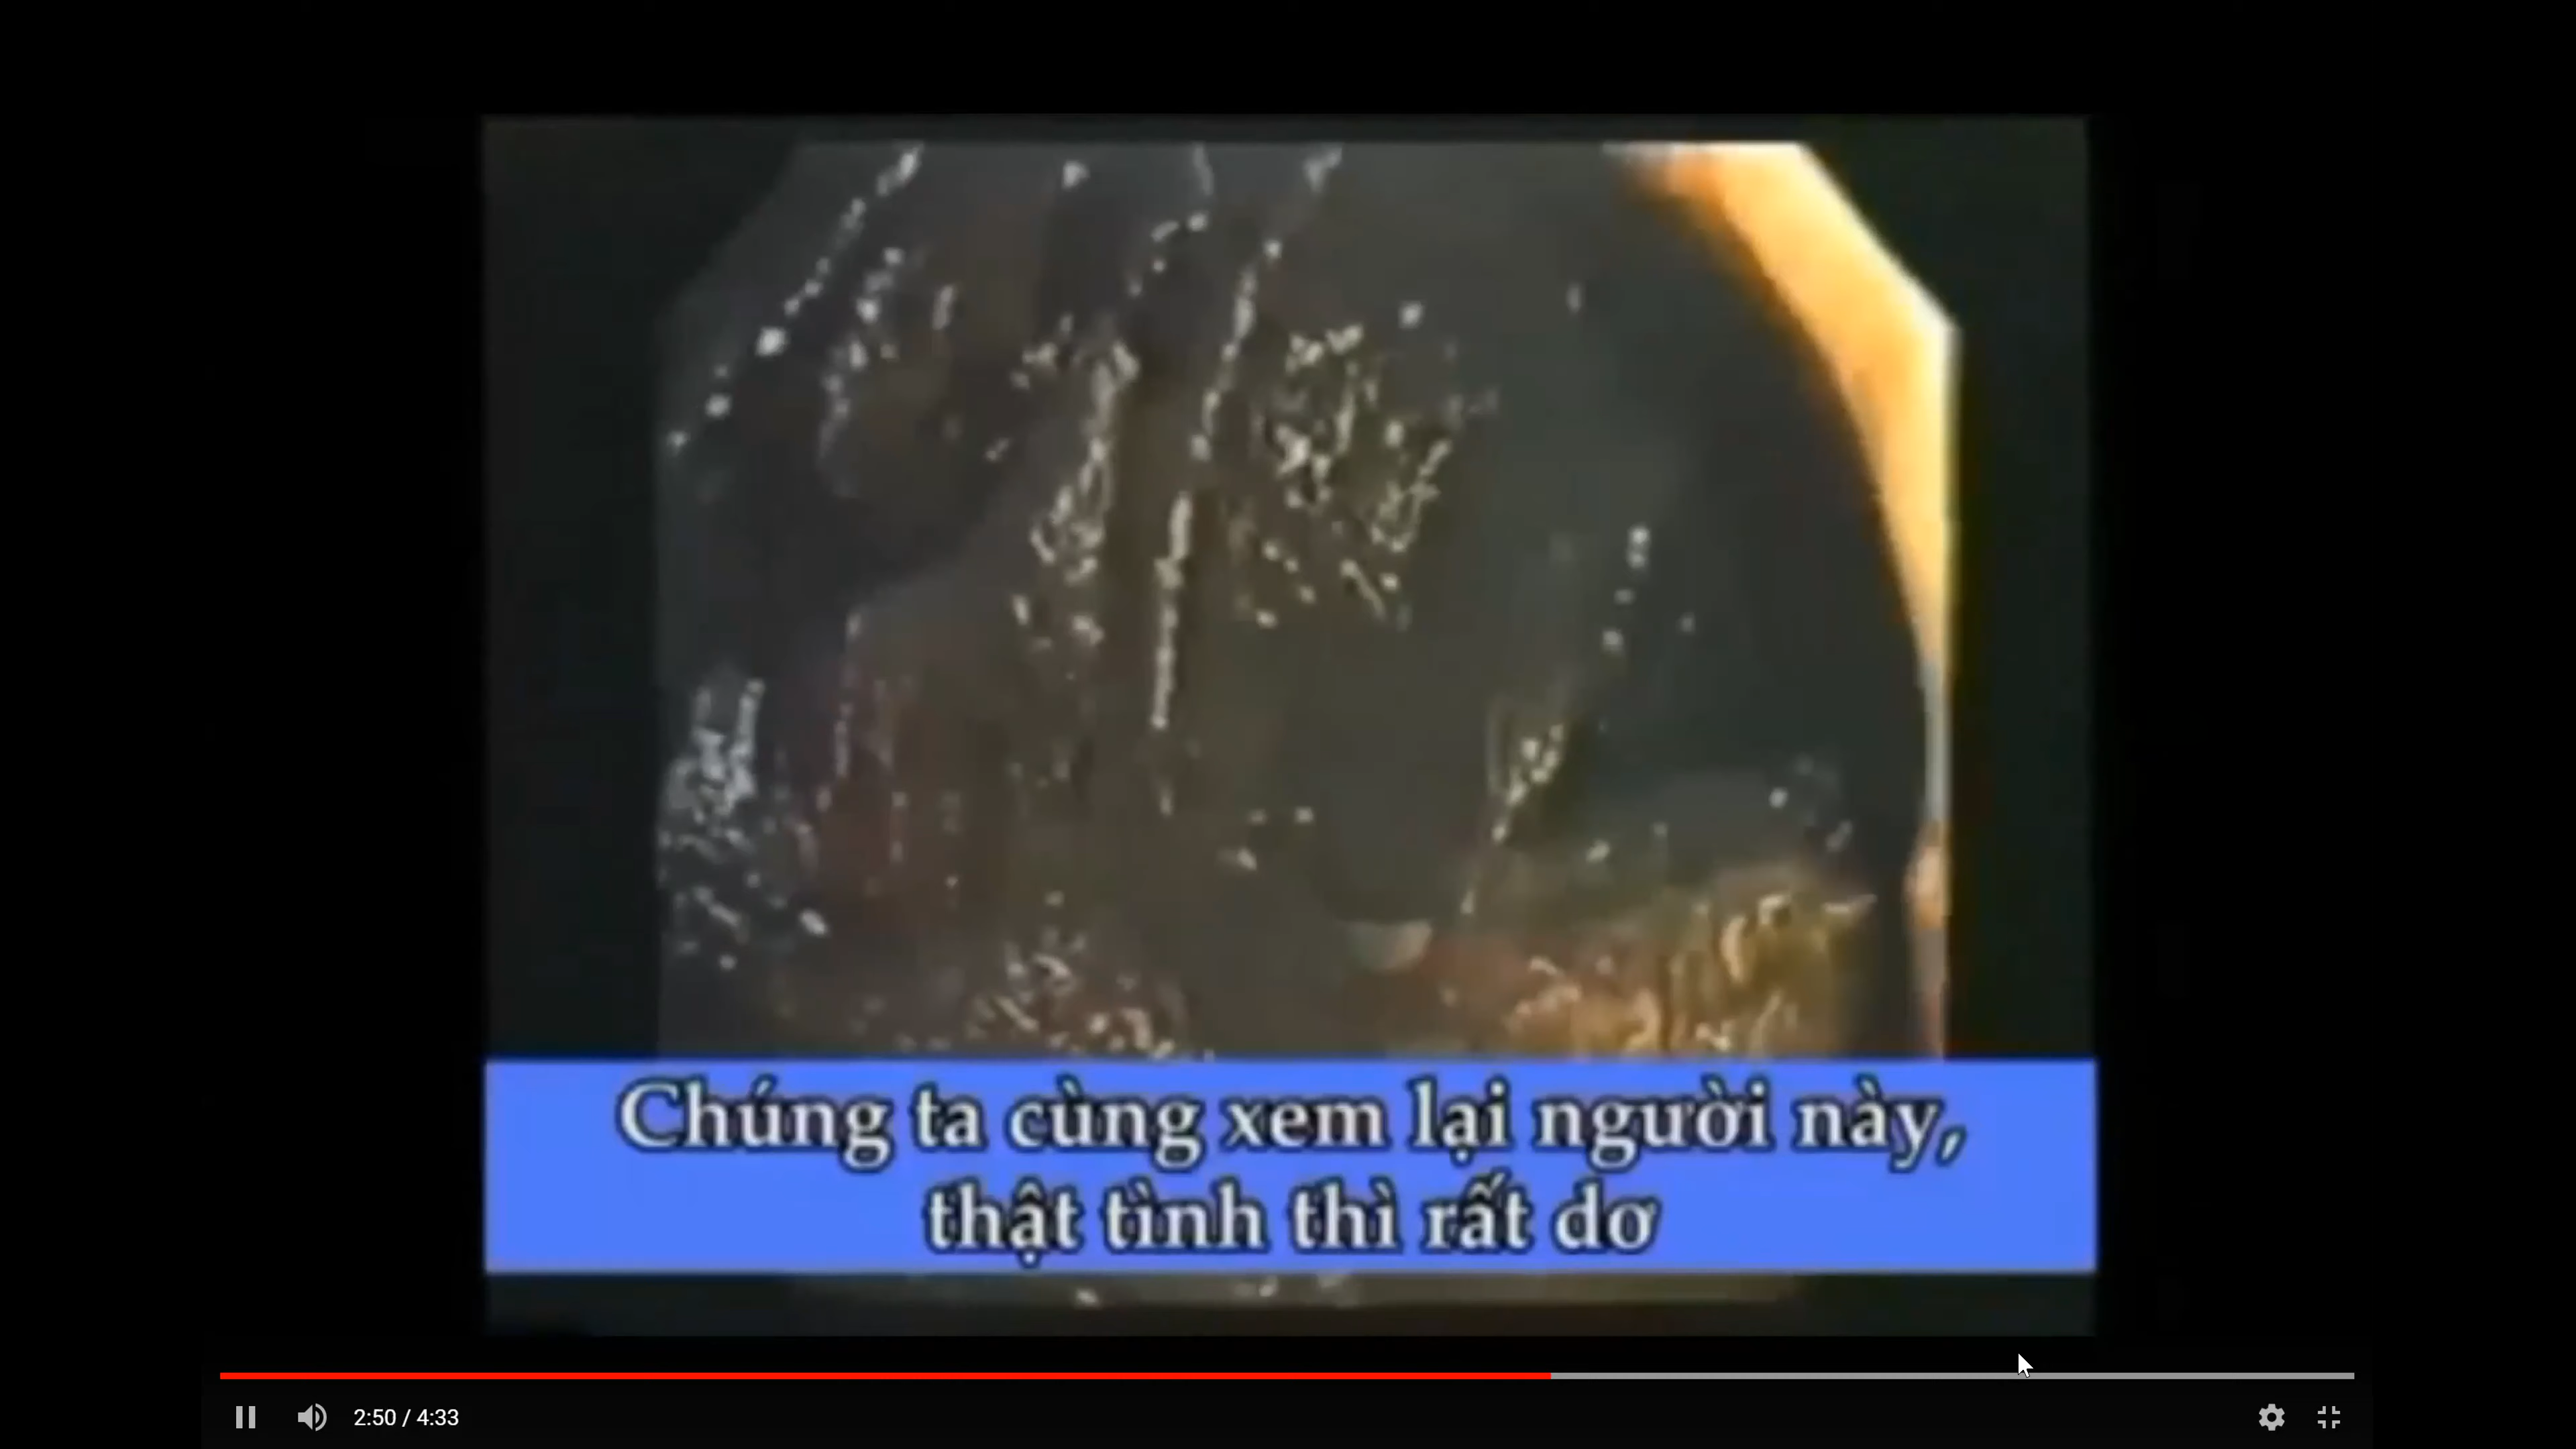 Chúng ta cùng xem lại người này,
thật tình thì rất dơ
2:50 / 4:33